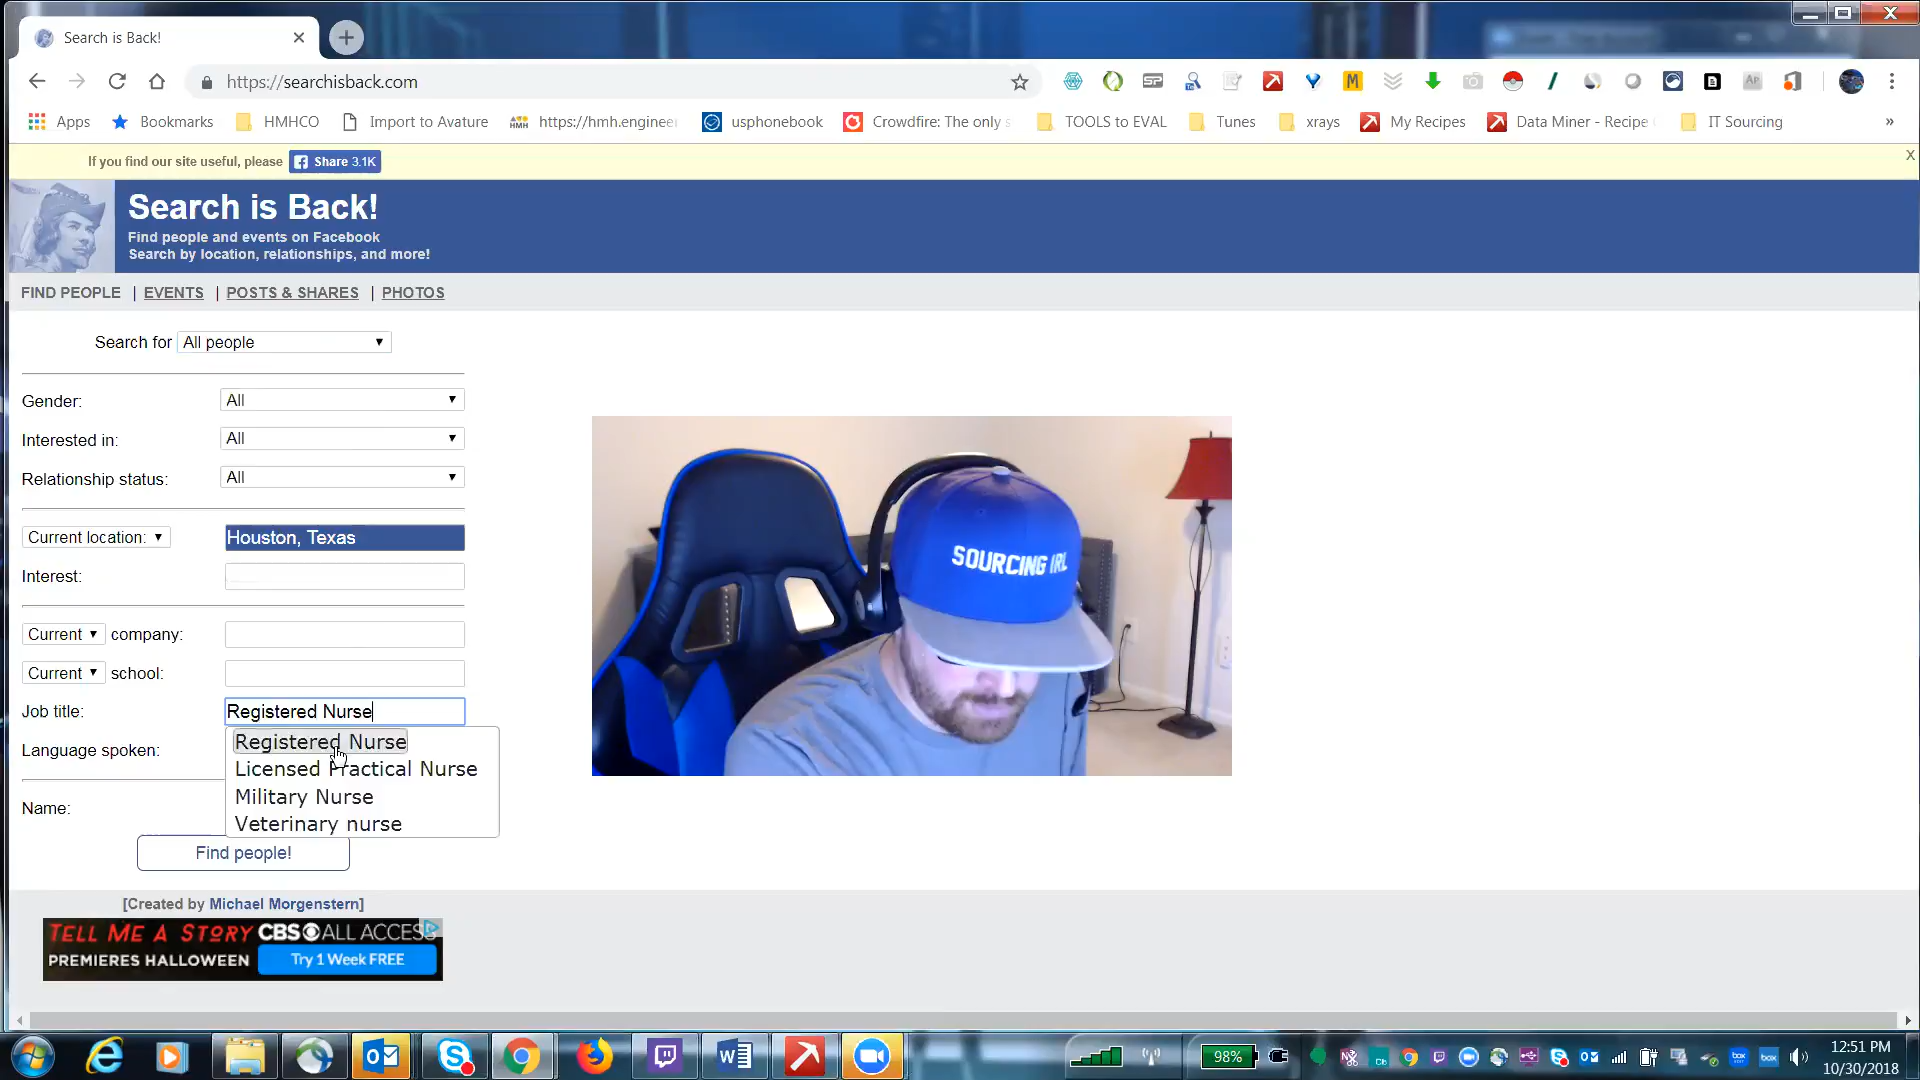 Search is Back!
https://searchisback.com
Apps Bookmarks HMHCO Import to Avature https://hmh.engineer usphonebook Crowdfire: The only s TOOLS to EVAL Tunes xrays My Recipes Data Miner - Recipe IT Sourcing »
If you find our site useful, please Share 3.1K X
Search is Back!
Find people and events on Facebook
Search by location, relationships, and more!
FIND PEOPLE | EVENTS | POSTS & SHARES | PHOTOS
Search for All people
Gender: All
Interested in: All
Relationship status: All
Current location: Houston, Texas
Interest:
Current company:
Current school:
Job title: Registered Nurse
Registered Nurse
Language spoken:
Licensed Practical Nurse
Military Nurse
Name:
Veterinary nurse
Find people!
[Created by Michael Morgenstern]
TELL ME A STORY CBS ALL ACCESS
PREMIERES HALLOWEEN Try 1 Week FREE
SOURCING IRL
98%
12:51 PM
10/30/2018